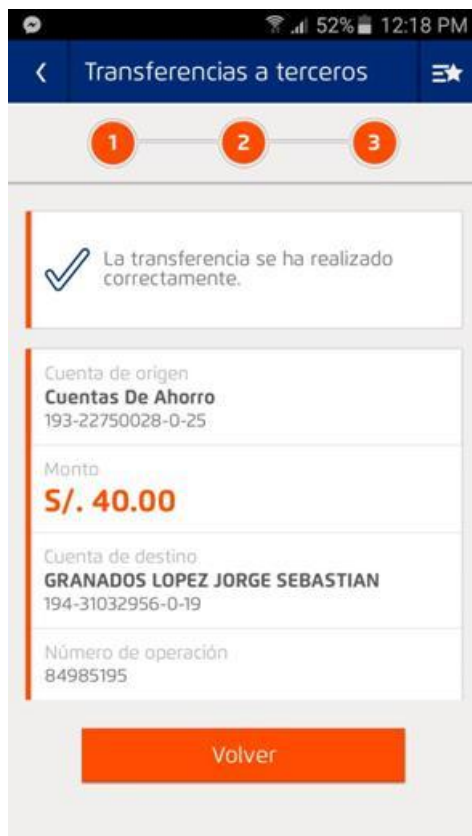 52% 12:18 PM
Transferencias a terceros
1 2 3
La transferencia se ha realizado
correctamente.
Cuenta de origen
Cuentas De Ahorro
193-22750028-0-25
Monto
S/. 40.00
Cuenta de destino
GRANADOS LOPEZ JORGE SEBASTIAN
194-31032956-0-19
Número de operación
84985195
Volver